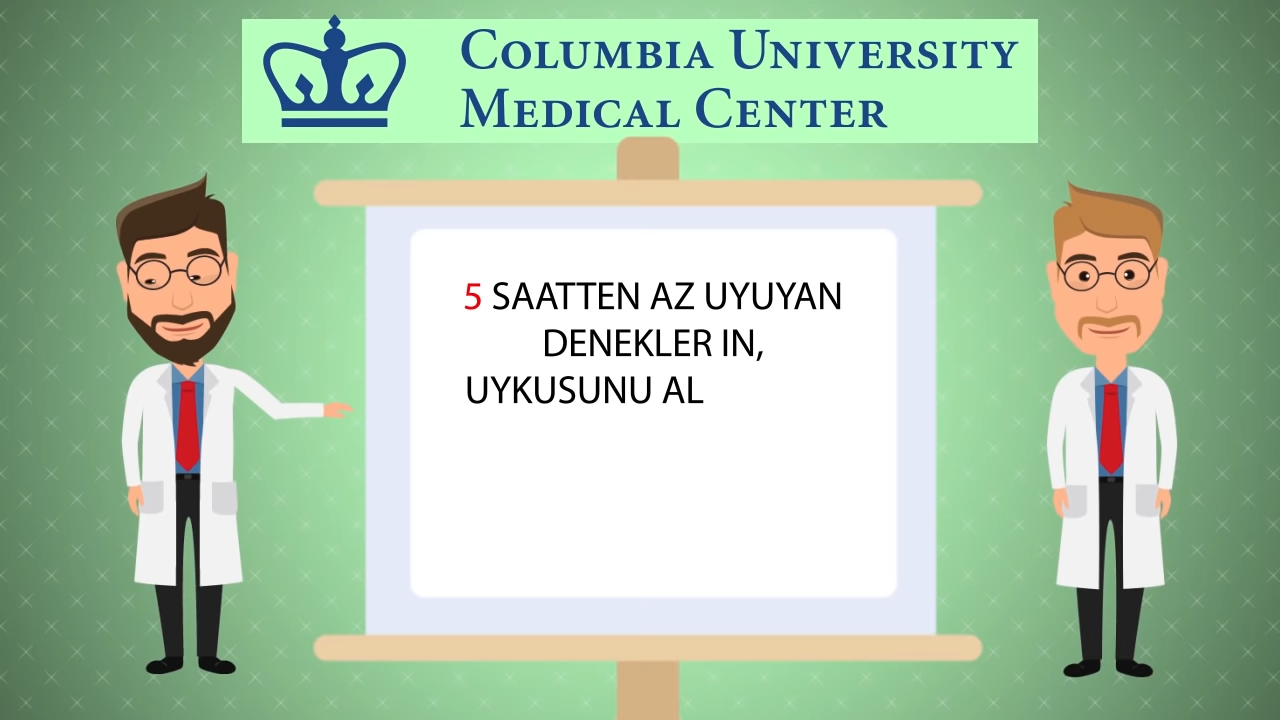 COLUMBIA UNIVERSITY
MEDICAL CENTER
5 SAATTEN AZ UYUYAN
DENEKLER IN,
UYKUSUNU AL